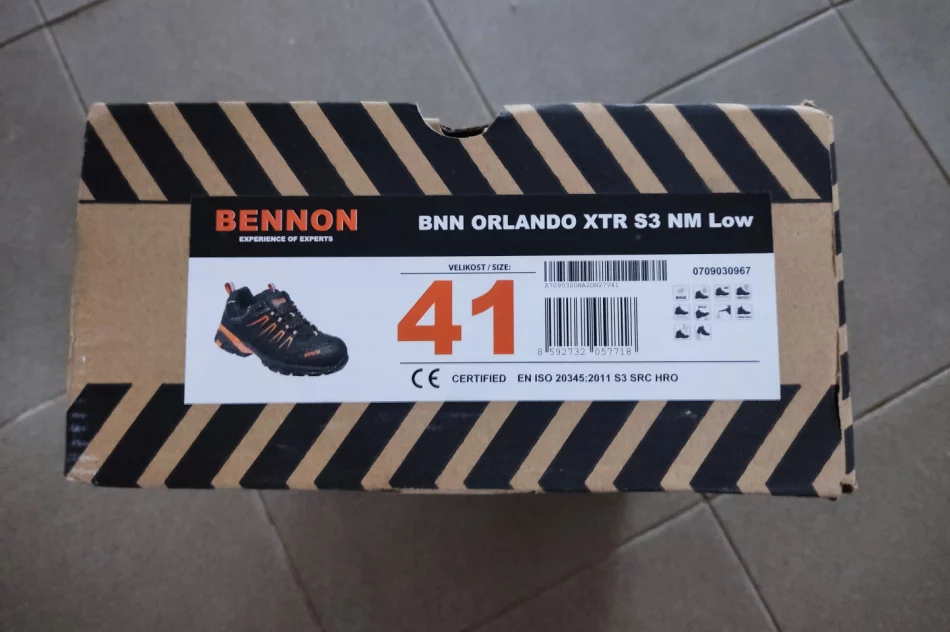 BENNON
EXPERIENCE OF EXPERTS
BNN ORLANDO XTR S3 NM Low
VELIKOST / SIZE:
41
0709030967
8 592732 057718
CE CERTIFIED EN ISO 20345:2011 S3 SRC HRO